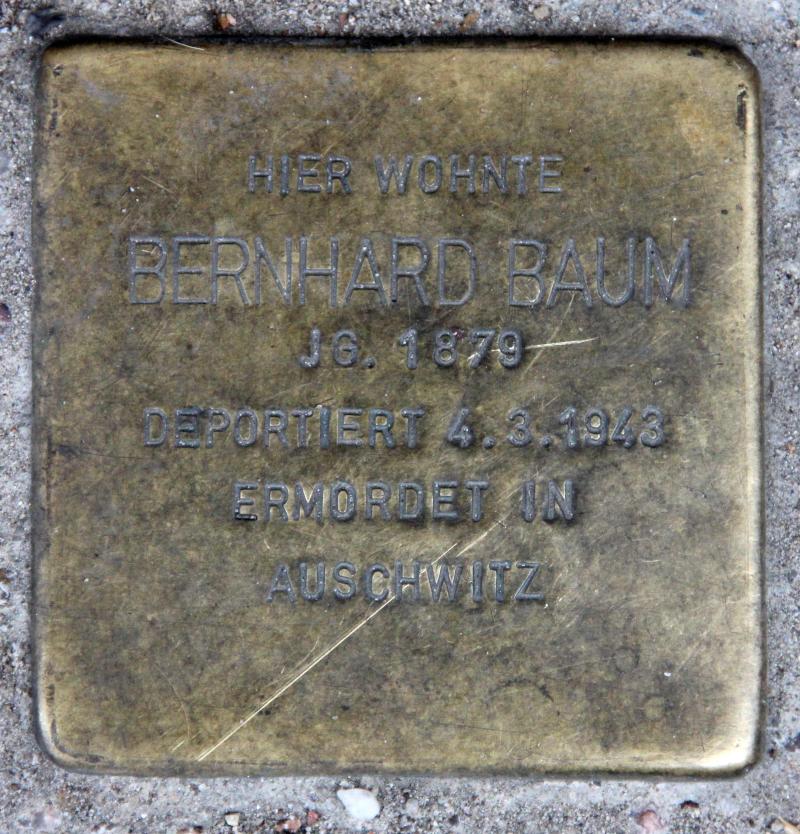 HIER WOHNTE
BERNHARD BAUM
JG. 1879
DEPORTIERT 4.3.1943
ERMORDET IN
AUSCHWITZ